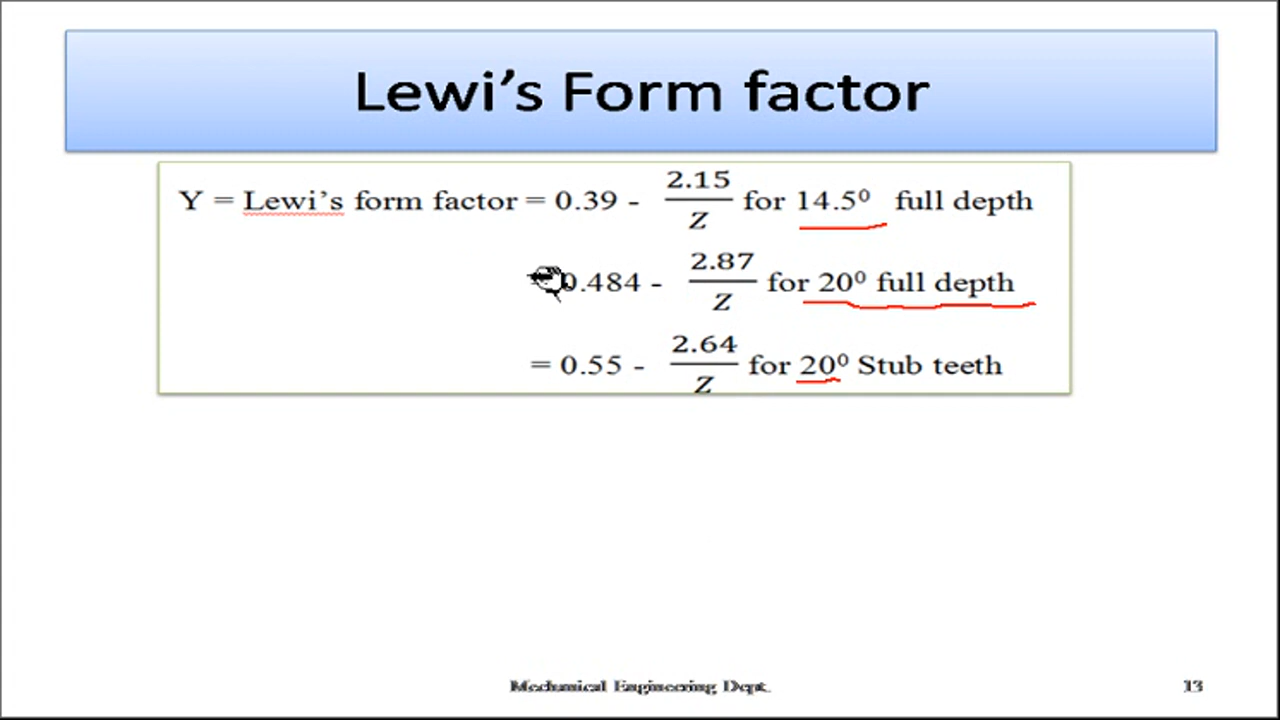 Lewi's Form factor
Y = Lewi's form factor = 0.39 - 2.15/Z for 14.5⁰ full depth
0.484 - 2.87/Z for 20⁰ full depth
= 0.55 - 2.64/Z for 20⁰ Stub teeth
Mechanical Engineering Dept.
13